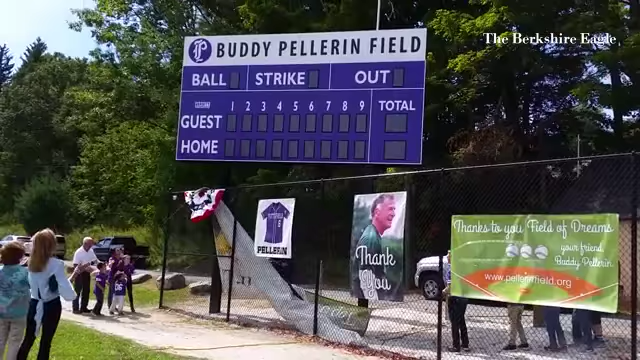 The Berkshire Eagle
BUDDY PELLERIN FIELD
BALL STRIKE OUT
1 2 3 4 5 6 7 8 9 TOTAL
GUEST
HOME
PELLERIN
Thank
You
Thanks to you Field of Dreams
your friend,
Buddy Pellerin
www.pellerinfield.org